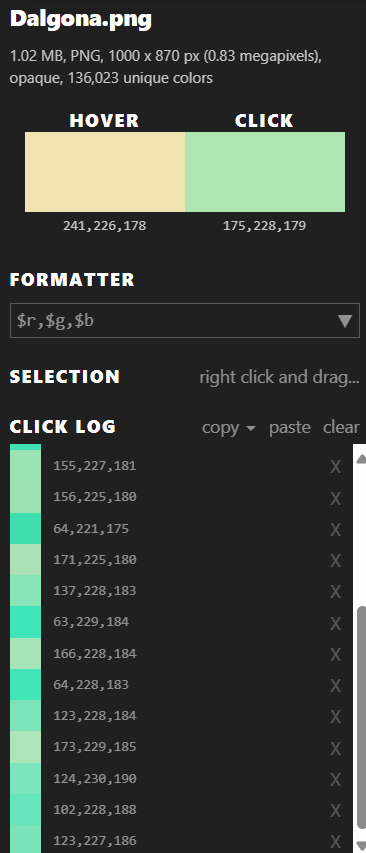 Dalgona.png
1.02 MB, PNG, 1000 x 870 px (0.83 megapixels),
opaque, 136,023 unique colors
HOVER CLICK
241,226,178 175,228,179
FORMATTER
$r,$g,$b
SELECTION right click and drag...
CLICK LOG copy paste clear
155,227,181 X
156,225,180 X
64,221,175 X
171,225,180 X
137,228,183 X
63,229,184 X
166,228,184 X
64,228,183 X
123,228,184 X
173,229,185 X
124,230,190 X
102,228,188 X
123,227,186 X